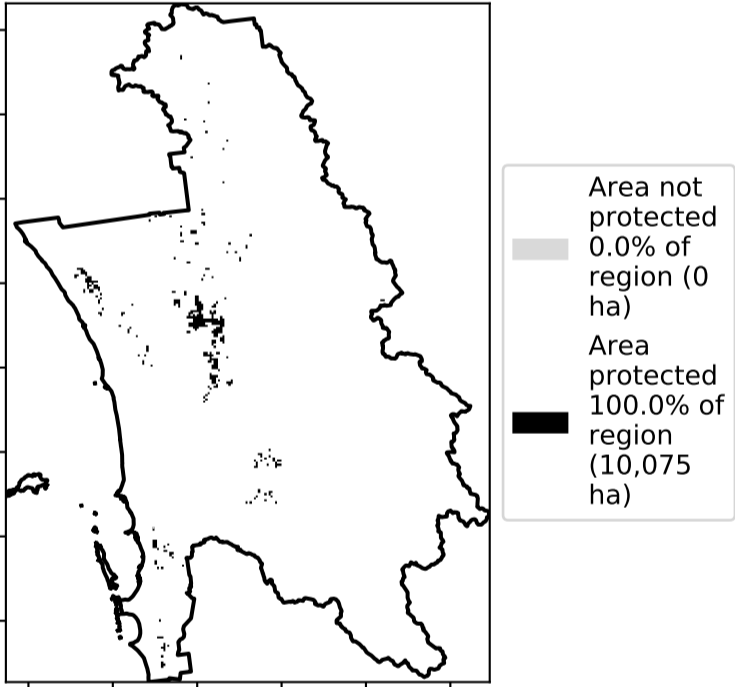 Area not
protected
0.0% of
region (0
ha)
Area
protected
100.0% of
region
(10,075
ha)